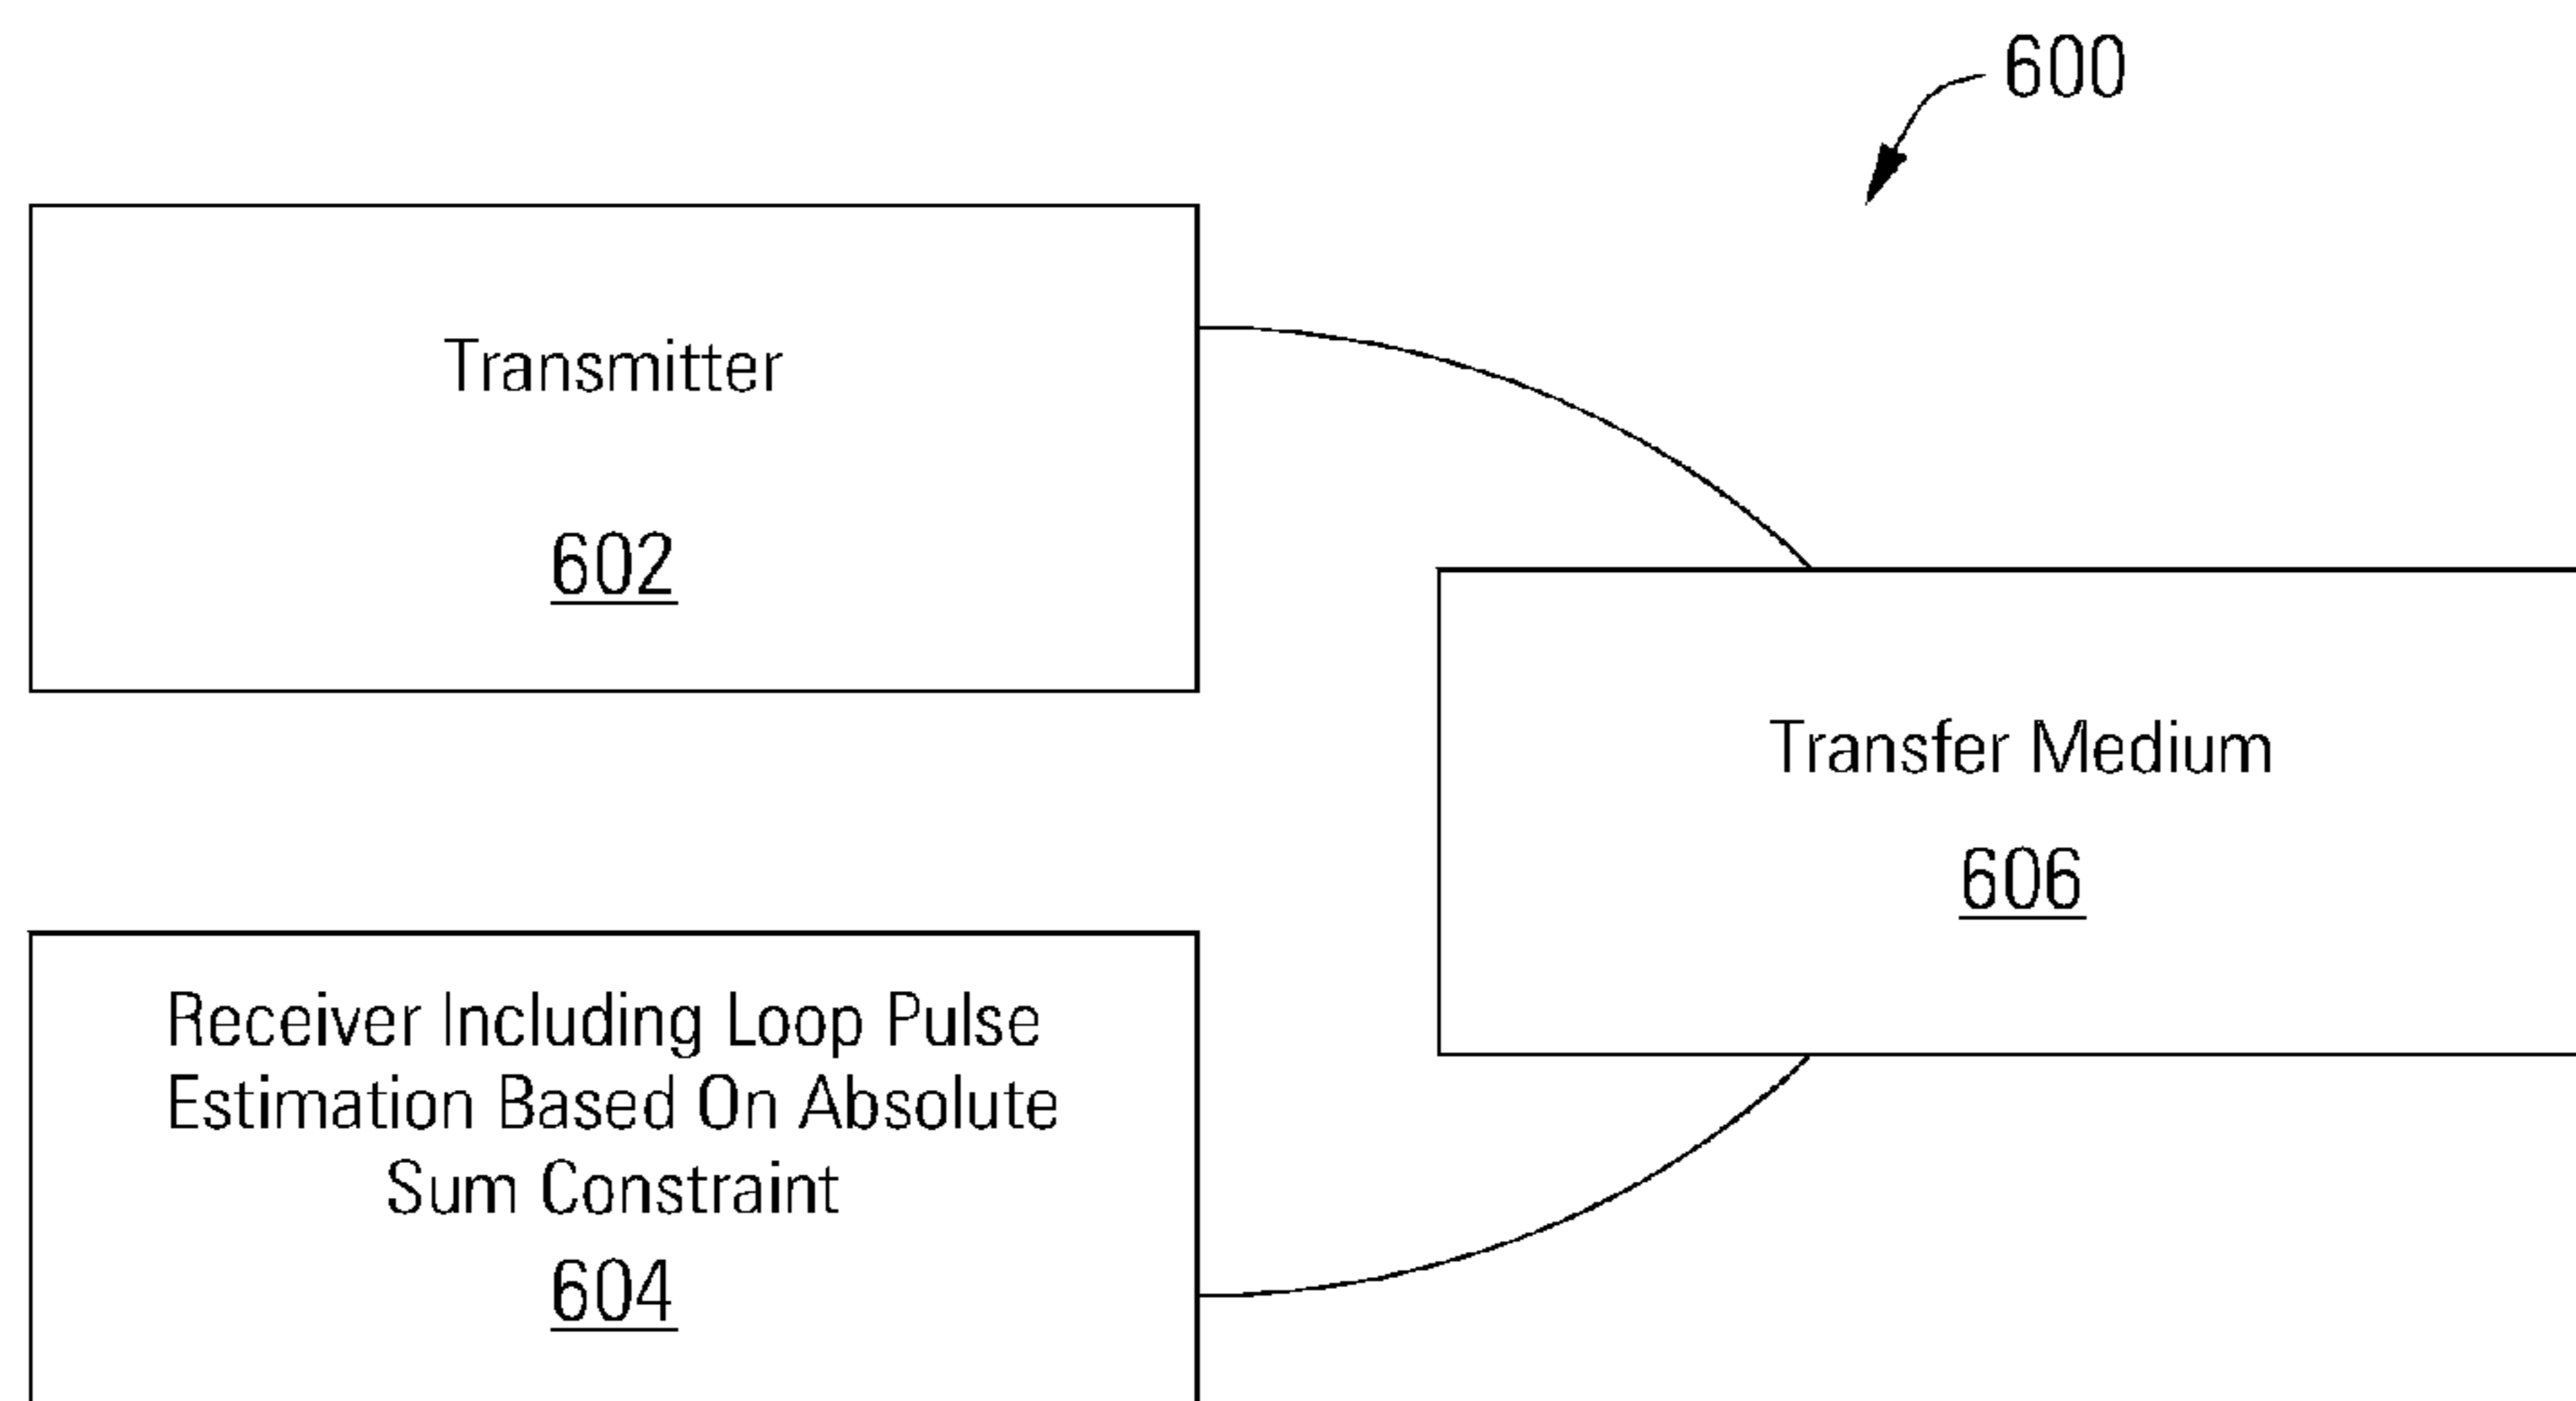 600
Transmitter
602
Transfer Medium
606
Receiver Including Loop Pulse
Estimation Based On Absolute
Sum Constraint
604